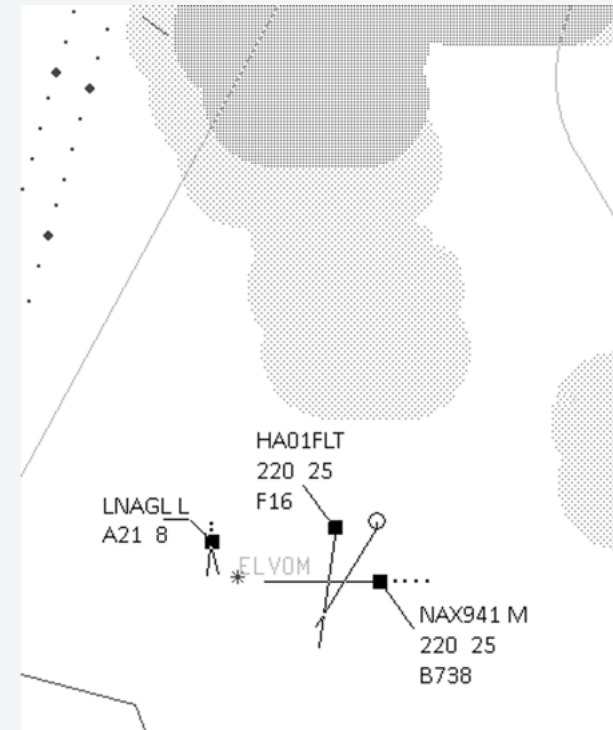 HA01FLT
220 25
F16
LNAGL L
A21 8
ELVOM
NAX941 M
220 25
B738